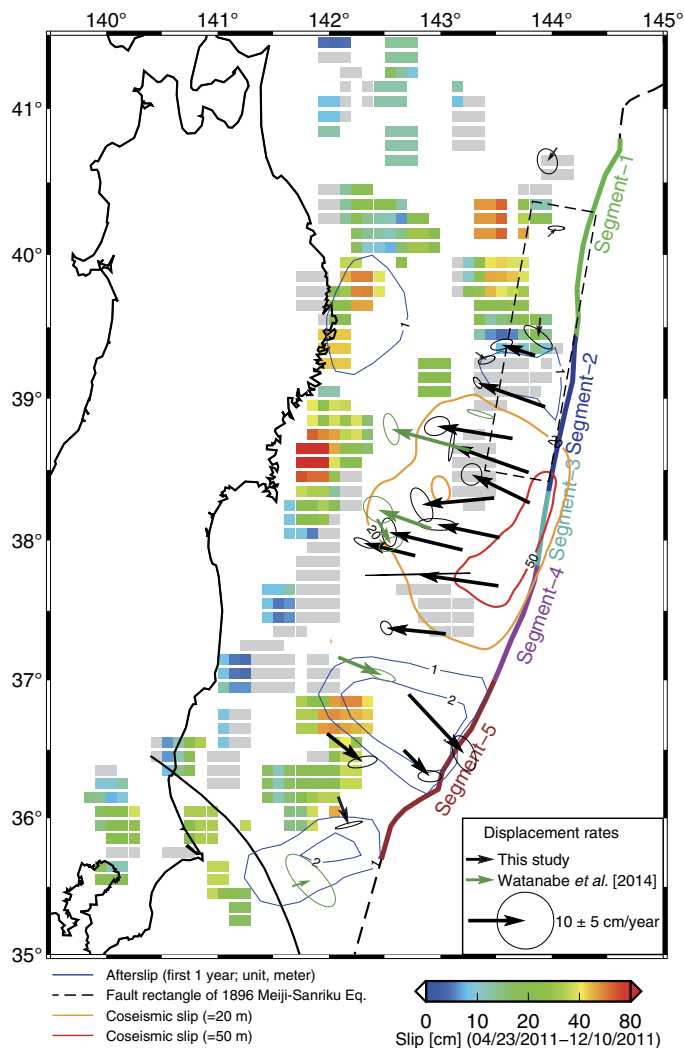 140° 141° 142° 143° 144° 145°
41°
40°
39°
38°
37°
36°
35°
Segment-1
Segment-2
Segment-3
Segment-4
Segment-5
1
1
20
20
50
1
2
1
2
Displacement rates
This study
Watanabe et al. [2014]
10 ± 5 cm/year
Afterslip (first 1 year; unit, meter)
Fault rectangle of 1896 Meiji-Sanriku Eq.
Coseismic slip (=20 m)
Coseismic slip (=50 m)
0 20 40 12 80
Slip [cm] (04/23/2011−12/10/2011)